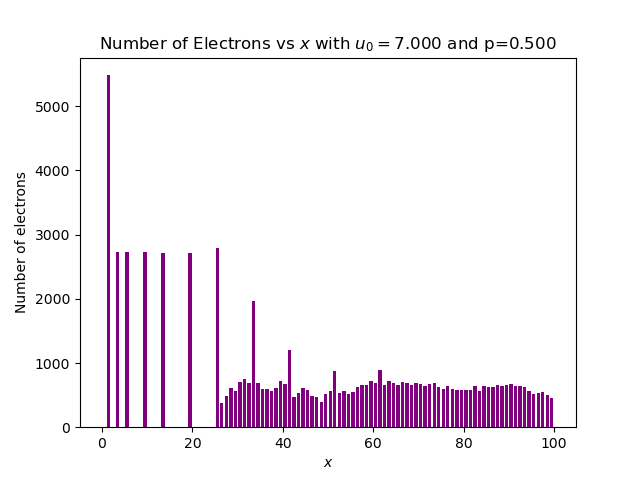 Number of Electrons vs x with u₀ = 7.000 and p=0.500
5000
4000
3000
2000
1000
0
Number of electrons
0 20 40 60 80 100
x